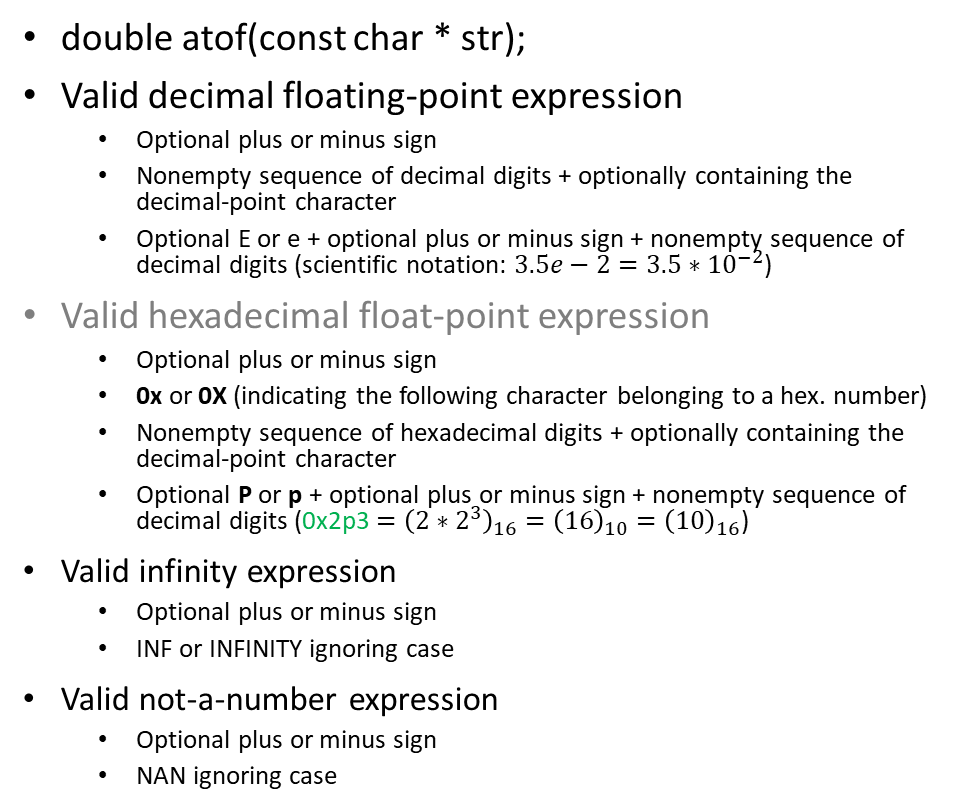 • double atof(const char * str);
• Valid decimal floating-point expression
• Optional plus or minus sign
• Nonempty sequence of decimal digits + optionally containing the
decimal-point character
• Optional E or e + optional plus or minus sign + nonempty sequence of
decimal digits (scientific notation: 3.5e − 2 = 3.5 ∗ 10⁻²)
• Valid hexadecimal float-point expression
• Optional plus or minus sign
• 0x or 0X (indicating the following character belonging to a hex. number)
• Nonempty sequence of hexadecimal digits + optionally containing the
decimal-point character
• Optional P or p + optional plus or minus sign + nonempty sequence of
decimal digits (0x2p3 = (2 ∗ 2³)₁₆ = (16)₁₀ = (10)₁₆)
• Valid infinity expression
• Optional plus or minus sign
• INF or INFINITY ignoring case
• Valid not-a-number expression
• Optional plus or minus sign
• NAN ignoring case